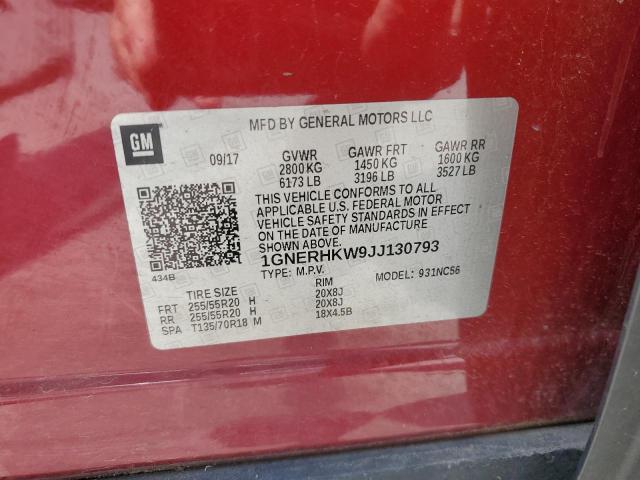 MFD BY GENERAL MOTORS LLC
GM
09/17 GVWR GAWR FRT GAWR RR
2800 KG 1450 KG 1600 KG
6173 LB 3196 LB 3527 LB
THIS VEHICLE CONFORMS TO ALL
APPLICABLE U.S. FEDERAL MOTOR
VEHICLE SAFETY STANDARDS IN EFFECT
ON THE DATE OF MANUFACTURE
SHOWN ABOVE.
1GNERHKW9JJ130793
434B
TYPE: M.P.V. MODEL: 931NC56
TIRE SIZE RIM
FRT 255/55R20 H 20X8J
RR 255/55R20 H 20X8J
SPA T135/70R18 M 18X4.5B